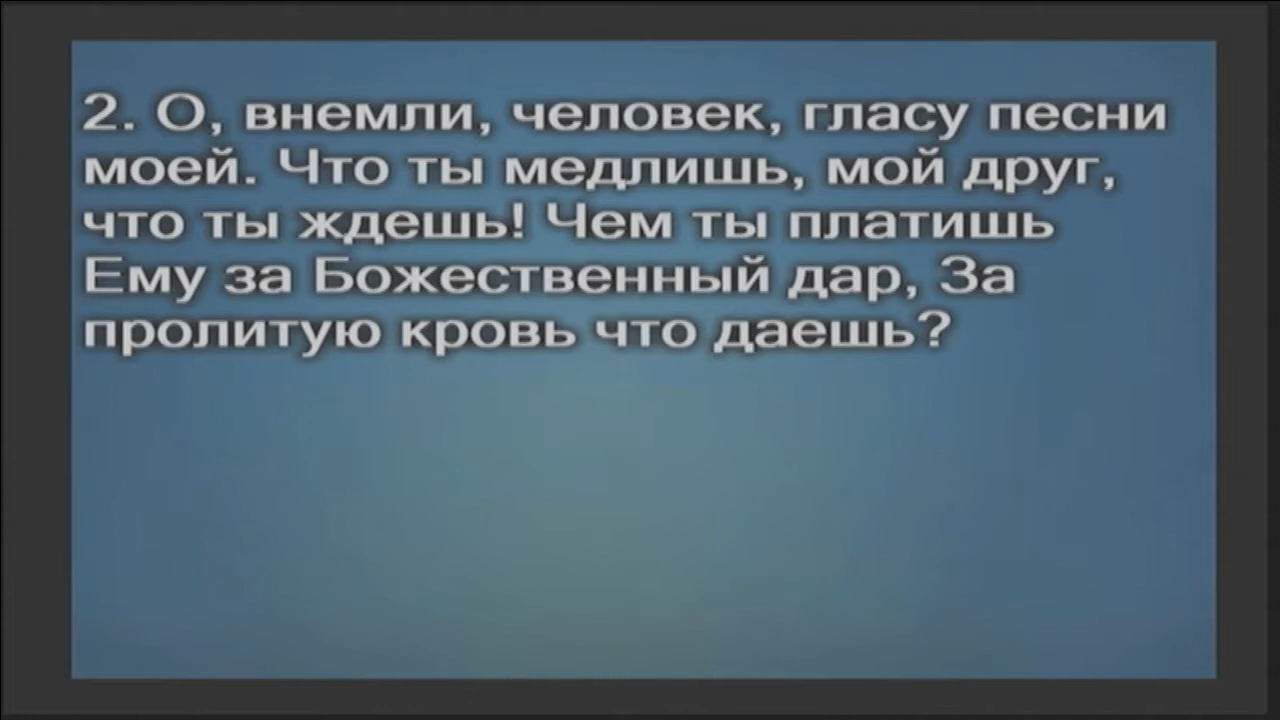 2. О, внемли, человек, гласу песни
моей. Что ты медлишь, мой друг,
что ты ждешь! Чем ты платишь
Ему за Божественный дар, За
пролитую кровь что даешь?